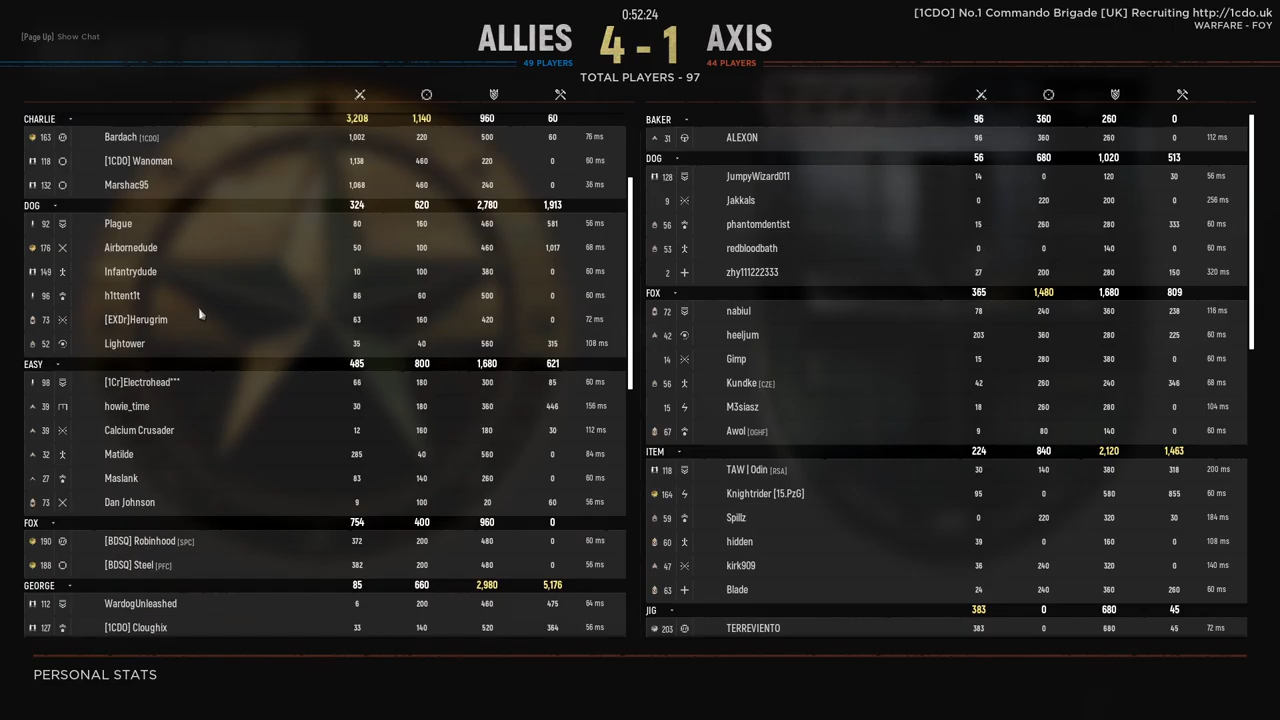 0:52:24
[1CDO] No.1 Commando Brigade [UK] Recruiting http://1cdo.uk
WARFARE - FOY
[Page Up] Show Chat
ALLIES 4 - 1 AXIS
49 PLAYERS 44 PLAYERS
TOTAL PLAYERS - 97
CHARLIE 3,208 1,140 960 60
163 Bardach [1CDO] 1,002 220 500 60 76 ms
118 [1CDO] Wanoman 1,138 460 220 0 60 ms
132 Marshac95 1,068 460 240 0 36 ms
DOG 324 620 2,780 1,913
92 Plague 80 160 460 581 56 ms
176 Airbornedude 50 100 460 1,017 68 ms
149 Infantrydude 10 100 380 0 60 ms
96 h1ttent1t 86 60 500 0 60 ms
73 [EXDr]Herugrim 63 160 420 0 72 ms
52 Lightower 35 40 560 315 108 ms
EASY 485 800 1,680 621
98 [1Cr]Electrohead*** 66 180 300 85 60 ms
39 howie_time 30 180 360 446 156 ms
39 Calcium Crusader 12 160 180 30 112 ms
32 Matilde 285 40 560 0 84 ms
27 Maslank 83 140 260 0 60 ms
73 Dan Johnson 9 100 20 60 56 ms
FOX 754 400 960 0
190 [BDSQ] Robinhood [SPC] 372 200 480 0 60 ms
188 [BDSQ] Steel [PFC] 382 200 480 0 56 ms
GEORGE 85 660 2,980 5,176
112 WardogUnleashed 6 200 460 475 64 ms
127 [1CDO] Cloughix 33 140 520 364 56 ms
BAKER 96 360 260 0
31 ALEXON 96 360 260 0 112 ms
DOG 56 680 1,020 513
128 JumpyWizard011 14 0 120 30 56 ms
9 Jakkals 0 220 200 0 256 ms
56 phantomdentist 15 260 280 333 60 ms
53 redbloodbath 0 0 140 0 60 ms
2 zhy111222333 27 200 280 150 320 ms
FOX 365 1,480 1,680 809
72 nabiul 78 240 360 238 116 ms
42 heeljum 203 360 280 225 60 ms
14 Gimp 15 280 380 0 60 ms
56 Kundke [CZE] 42 260 240 346 68 ms
15 M3siasz 18 260 280 0 104 ms
67 Awol [OGHF] 9 80 140 0 60 ms
ITEM 224 840 2,120 1,463
118 TAW | Odin [RSA] 30 140 380 318 200 ms
164 Knightrider [15.PzG] 95 0 580 855 60 ms
59 Spillz 0 220 320 30 184 ms
60 hidden 39 0 160 0 108 ms
47 kirk909 36 240 320 0 140 ms
63 Blade 24 240 360 260 60 ms
JIG 383 0 680 45
203 TERREVIENTO 383 0 680 45 72 ms
PERSONAL STATS